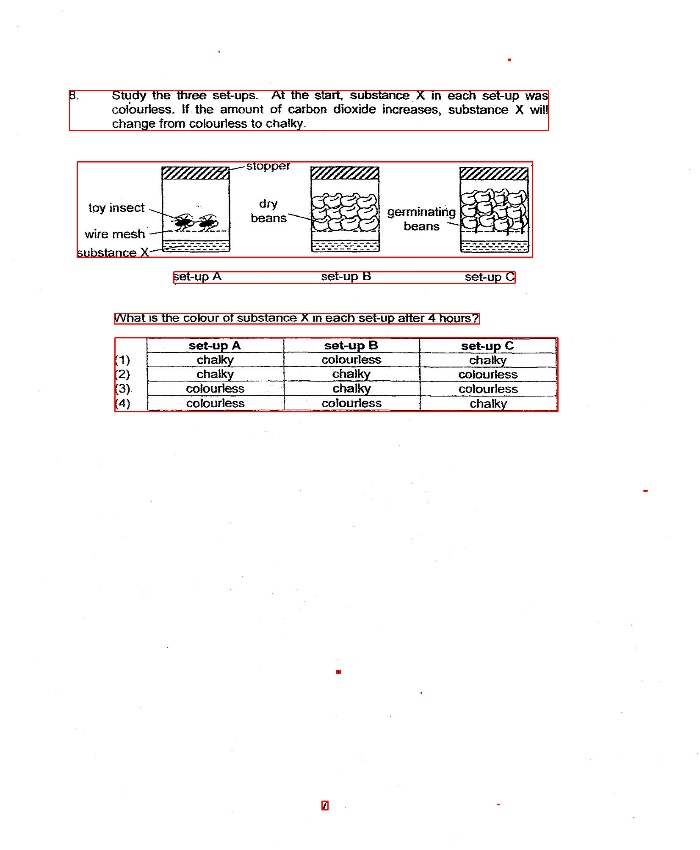 8. Study the three set-ups. At the start, substance X in each set-up was
colourless. If the amount of carbon dioxide increases, substance X will
change from colourless to chalky.
stopper
toy insect
wire mesh
substance X
dry
beans
germinating
beans
set-up A set-up B set-up C
What is the colour of substance X in each set-up after 4 hours?
set-up A set-up B set-up C
(1) chalky colourless chalky
(2) chalky chalky colourless
(3). colourless chalky colourless
(4) colourless colourless chalky